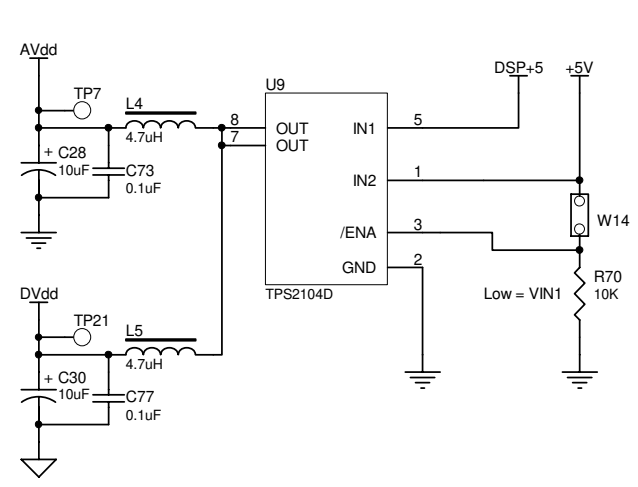 AVdd
TP7
L4
4.7uH
+ C28
10uF
C73
0.1uF
U9
8
7
OUT
OUT
IN1
5
IN2
1
/ENA
3
GND
2
TPS2104D
DSP+5
+5V
W14
R70
10K
Low = VIN1
DVdd
TP21
L5
4.7uH
+ C30
10uF
C77
0.1uF